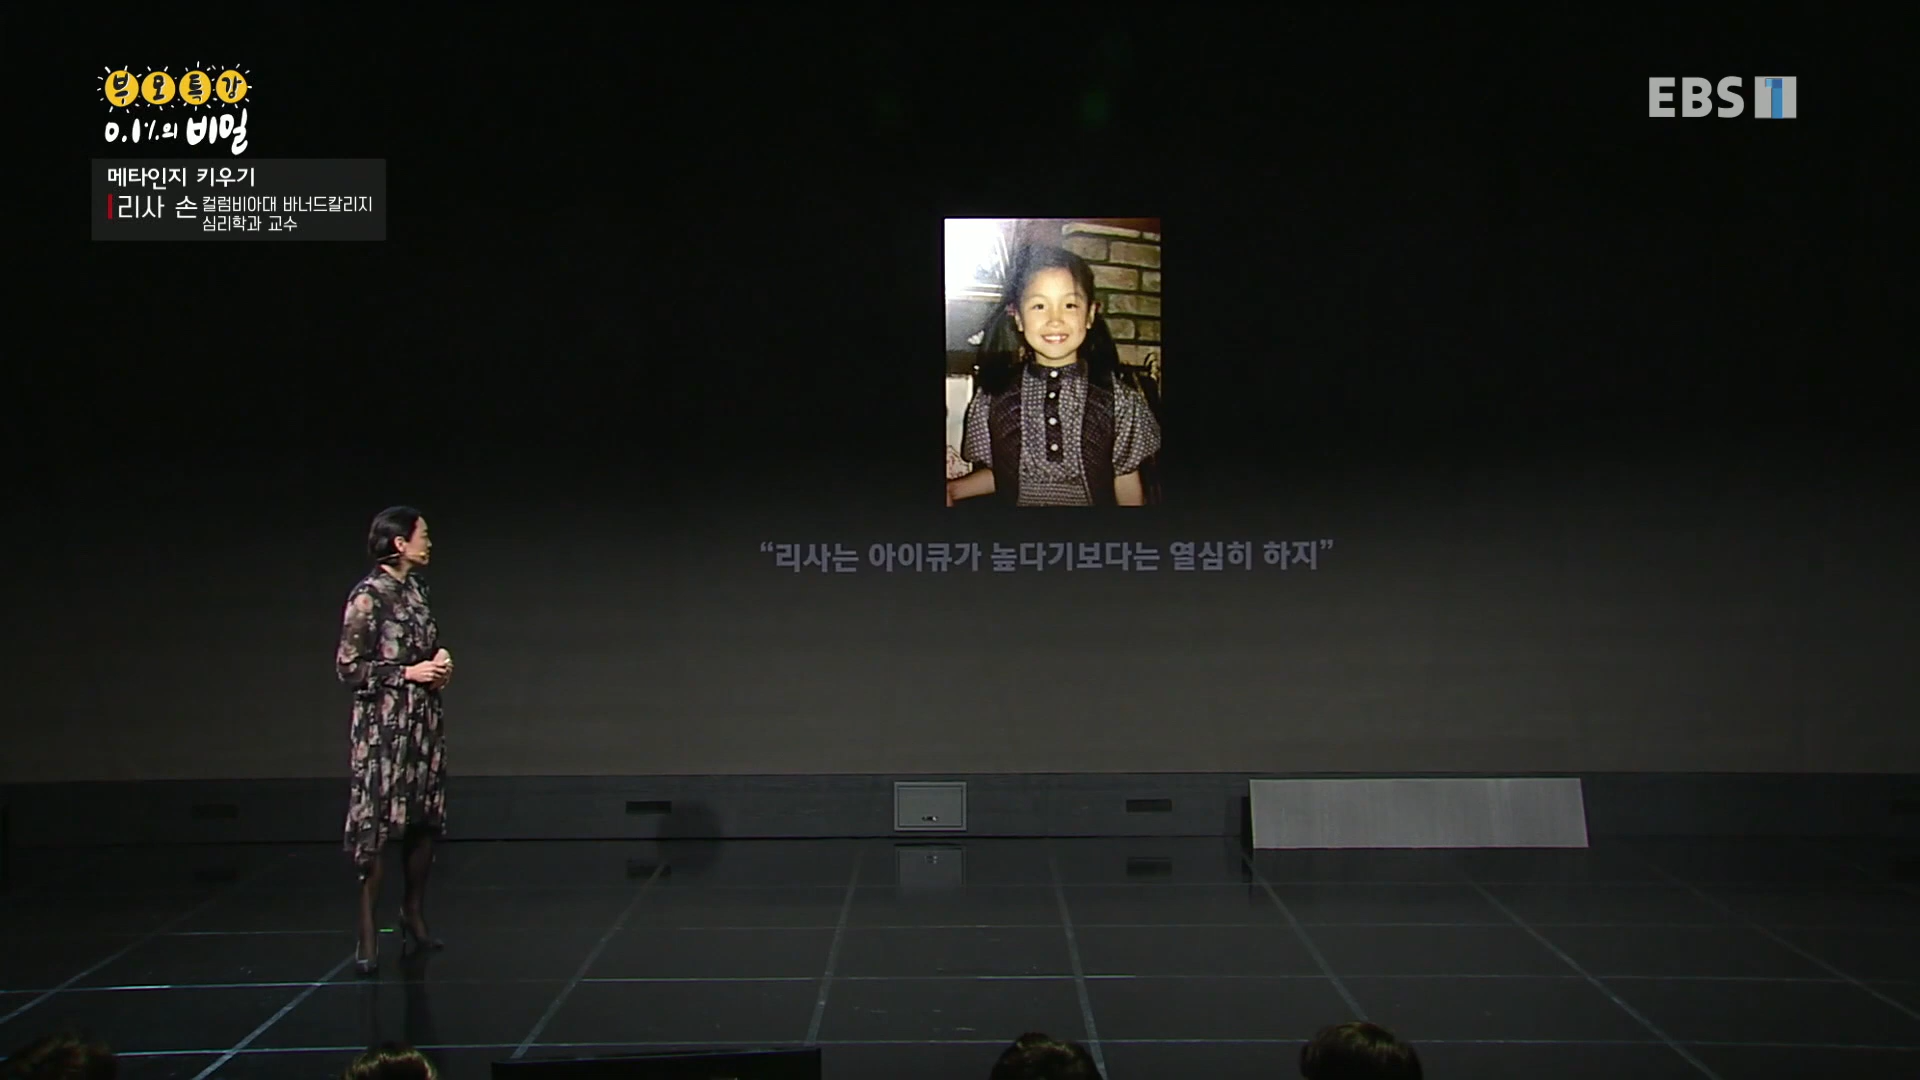 부모특강
0.1%의 비밀
EBS 1
메타인지 키우기
리사 손 컬럼비아대 바너드칼리지
심리학과 교수
“리사는 아이큐가 높다기보다는 열심히 하지”